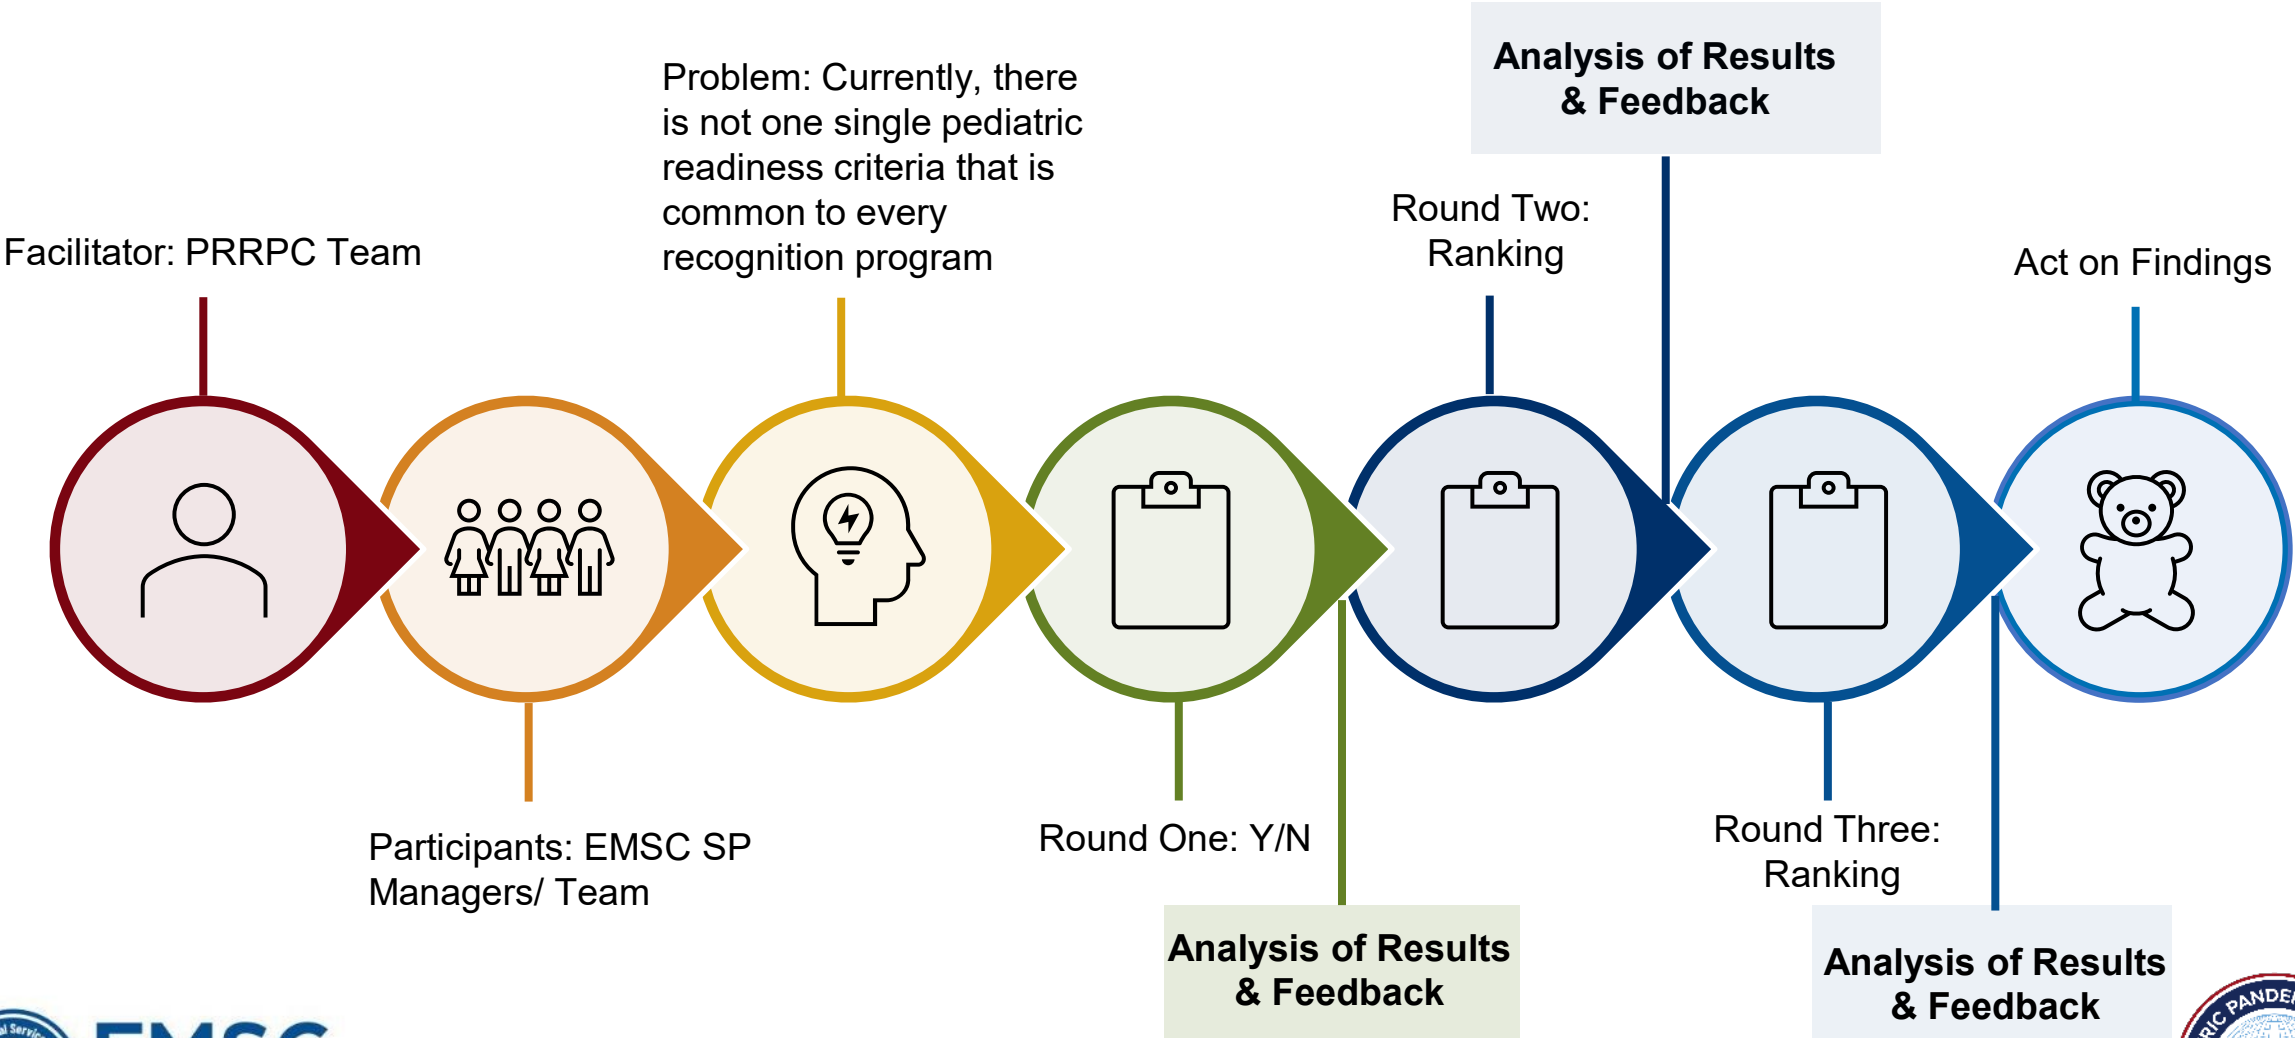 Facilitator: PRRPC Team
Participants: EMSC SP
Managers/ Team
Problem: Currently, there
is not one single pediatric
readiness criteria that is
common to every
recognition program
Round One: Y/N
Analysis of Results
& Feedback
Round Two:
Ranking
Analysis of Results
& Feedback
Round Three:
Ranking
Analysis of Results
& Feedback
Act on Findings
EMSC